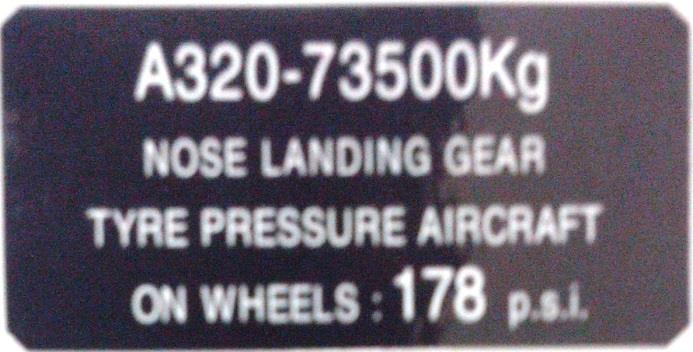 A320-73500Kg
NOSE LANDING GEAR
TYRE PRESSURE AIRCRAFT
ON WHEELS : 178 p.s.i.